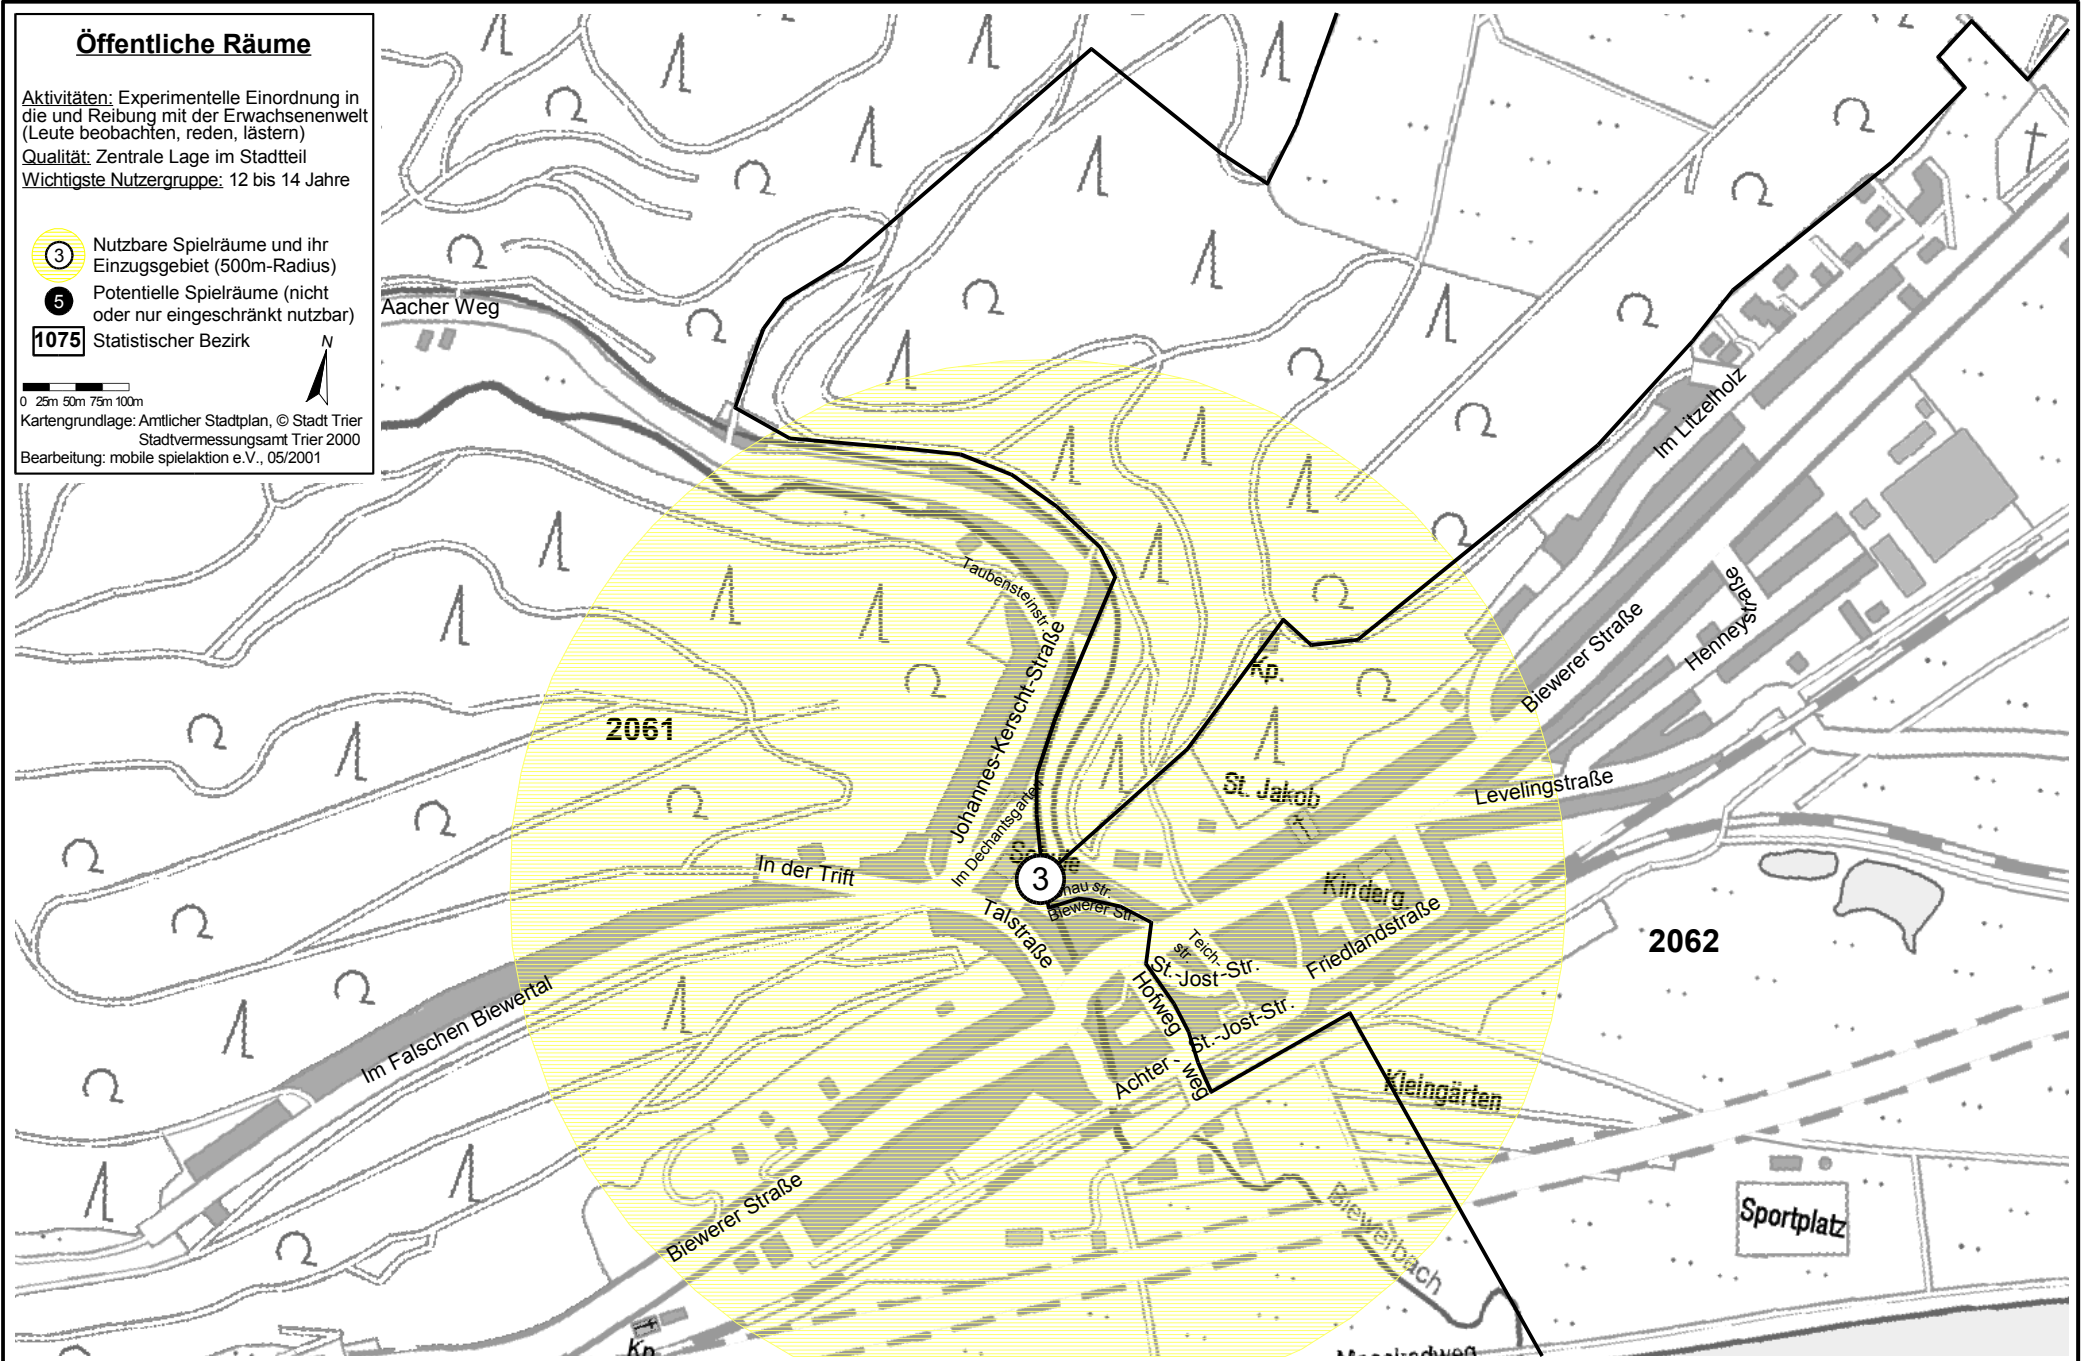 Öffentliche Räume
Aktivitäten: Experimentelle Einordnung in
die und Reibung mit der Erwachsenenwelt
(Leute beobachten, reden, lästern)
Qualität: Zentrale Lage im Stadtteil
Wichtigste Nutzergruppe: 12 bis 14 Jahre
3 Nutzbare Spielräume und ihr
Einzugsgebiet (500m-Radius)
5 Potentielle Spielräume (nicht
oder nur eingeschränkt nutzbar)
1075 Statistischer Bezirk
N
0 25m 50m 75m 100m
Kartengrundlage: Amtlicher Stadtplan, © Stadt Trier
Stadtvermessungsamt Trier 2000
Bearbeitung: mobile spielaktion e.V., 05/2001
Aacher Weg
Im Litzelholz
Taubensteinstr.
Johannes-Kerscht-Straße
Biewerer Straße
Henneystraße
Kp.
2061
St. Jakob
Levelingstraße
Im Dechantsgarten
In der Trift
3
Kinderg.
Biewerer Str.
Talstraße
Teich-
str.
Friedlandstraße
2062
St.-Jost-Str.
Hofweg
St.-Jost-Str.
Im Falschen Biewertal
Achter - weg
Kleingärten
Biewerer Straße
Biewerbach
Sportplatz
Kp.